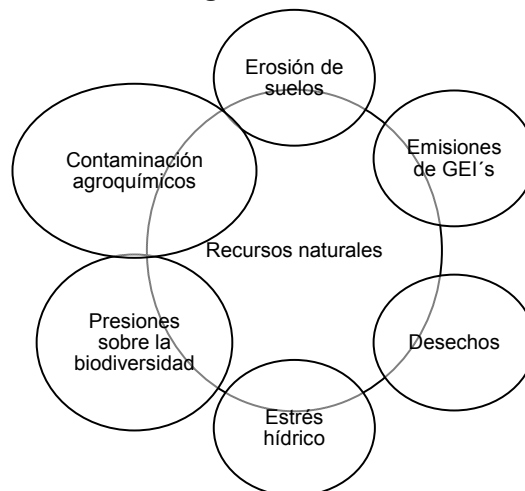 Erosión de
suelos
Emisiones
de GEI´s
Contaminación
agroquímicos
Recursos naturales
Presiones
sobre la
biodiversidad
Desechos
Estrés
hídrico